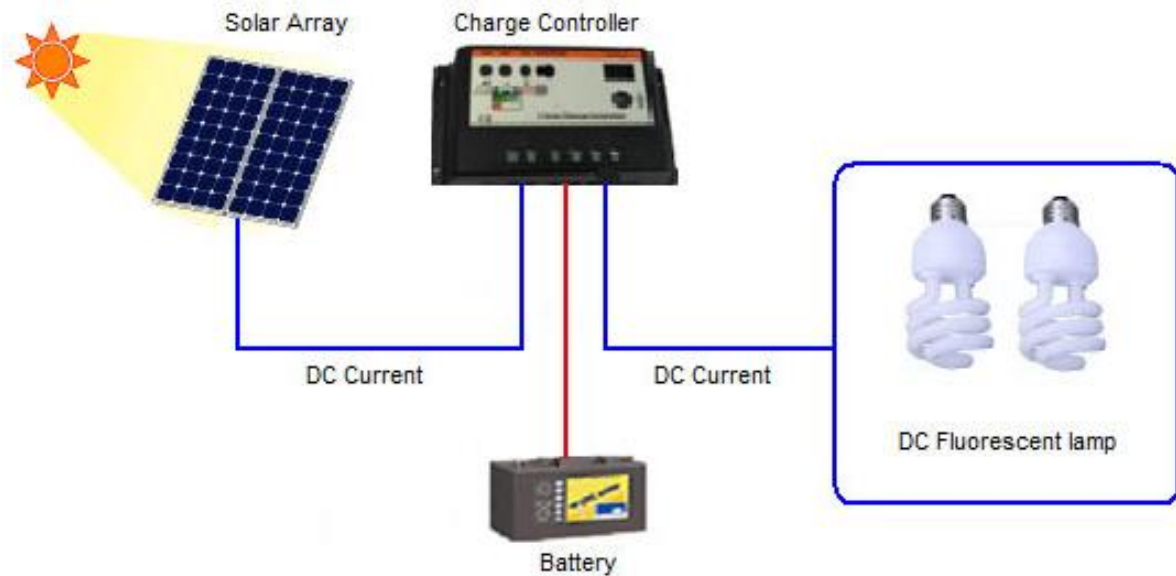 Solar Array
Charge Controller
DC Current
DC Current
DC Fluorescent lamp
Battery